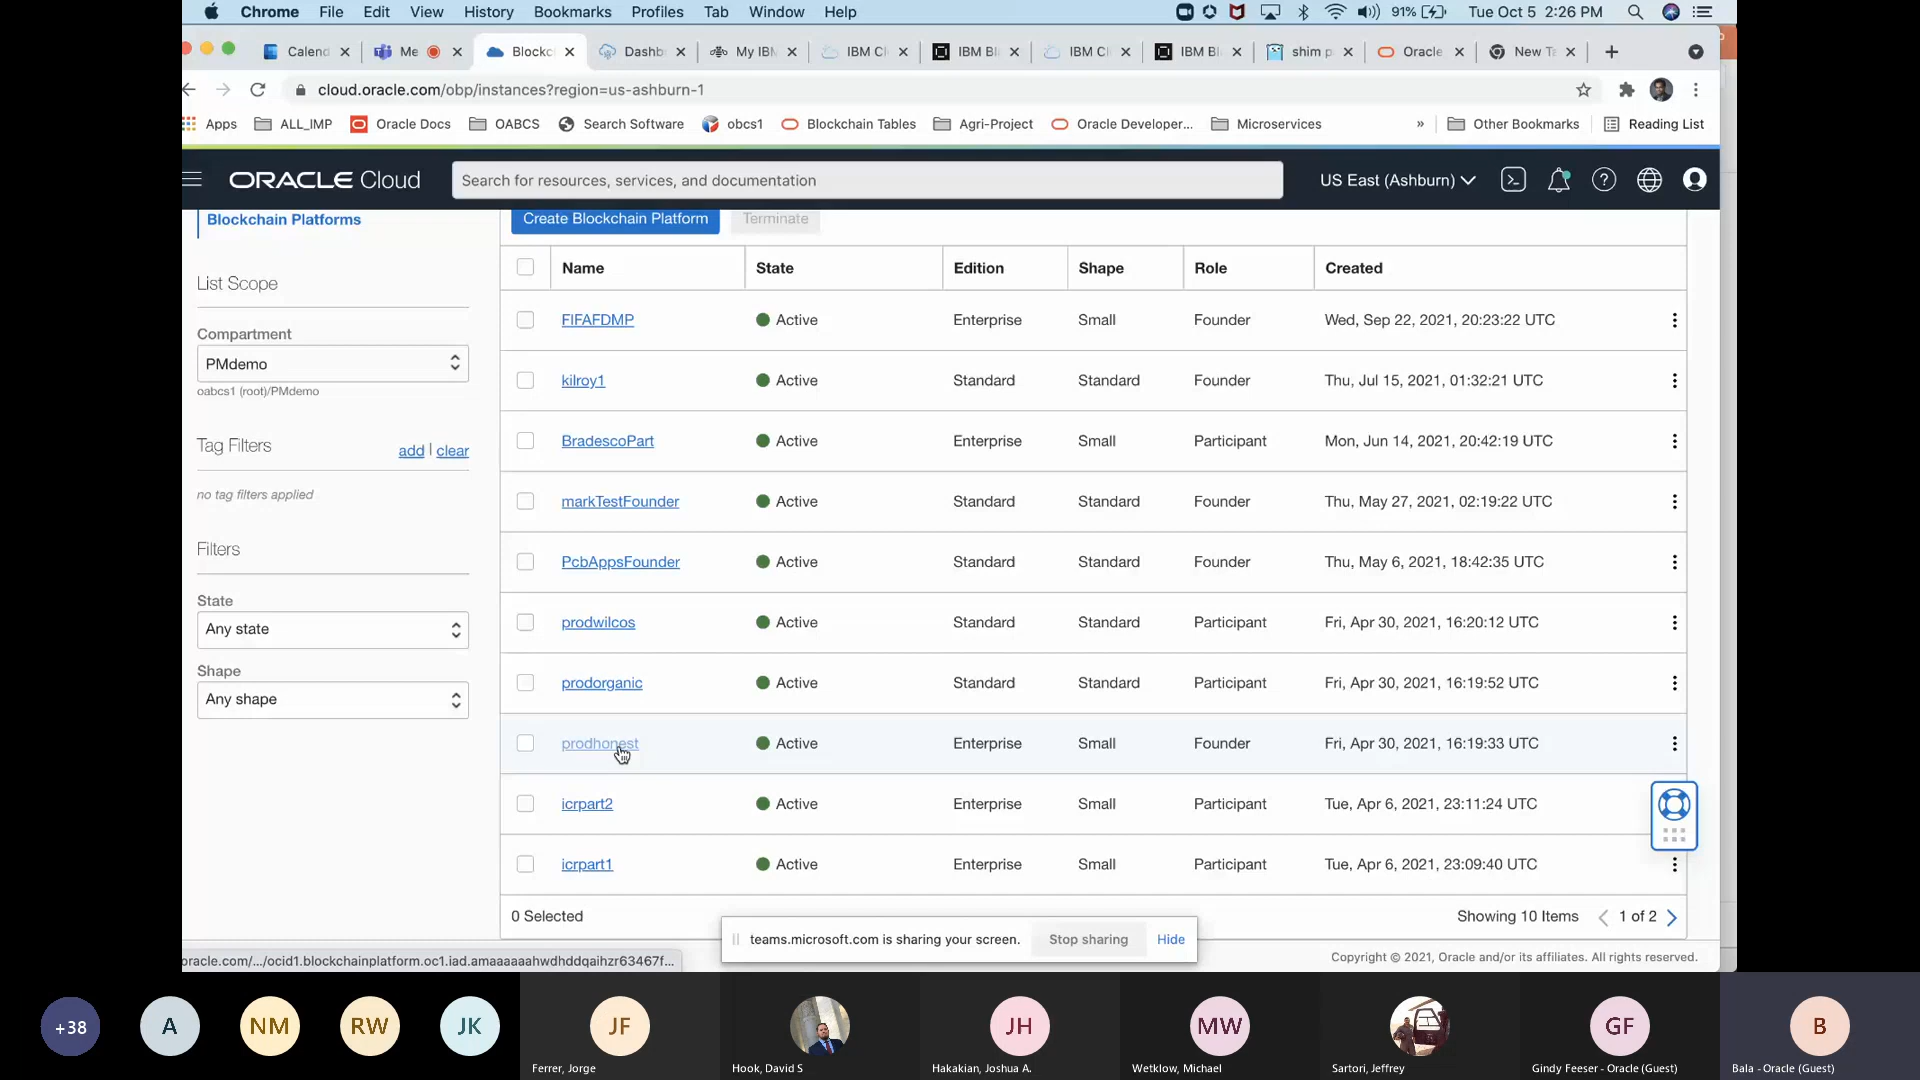 Chrome File Edit View History Bookmarks Profiles Tab Window Help 91% Tue Oct 5 2:26 PM
Calend Me Blockc Dashb My IBM IBM Cl IBM Bl IBM Cl IBM Bl shim p Oracle New Ta
cloud.oracle.com/obp/instances?region=us-ashburn-1
Apps ALL_IMP Oracle Docs OABCS Search Software obcs1 Blockchain Tables Agri-Project Oracle Developer... Microservices » Other Bookmarks Reading List
ORACLE Cloud Search for resources, services, and documentation US East (Ashburn)
Blockchain Platforms
Create Blockchain Platform Terminate
List Scope
Compartment
PMdemo
oabcs1 (root)/PMdemo
Tag Filters add | clear
no tag filters applied
Filters
State
Any state
Shape
Any shape
Name State Edition Shape Role Created
FIFAFDMP Active Enterprise Small Founder Wed, Sep 22, 2021, 20:23:22 UTC
kilroy1 Active Standard Standard Founder Thu, Jul 15, 2021, 01:32:21 UTC
BradescoPart Active Enterprise Small Participant Mon, Jun 14, 2021, 20:42:19 UTC
markTestFounder Active Standard Standard Founder Thu, May 27, 2021, 02:19:22 UTC
PcbAppsFounder Active Standard Standard Founder Thu, May 6, 2021, 18:42:35 UTC
prodwilcos Active Standard Standard Participant Fri, Apr 30, 2021, 16:20:12 UTC
prodorganic Active Standard Standard Participant Fri, Apr 30, 2021, 16:19:52 UTC
prodhonest Active Enterprise Small Founder Fri, Apr 30, 2021, 16:19:33 UTC
icrpart2 Active Enterprise Small Participant Tue, Apr 6, 2021, 23:11:24 UTC
icrpart1 Active Enterprise Small Participant Tue, Apr 6, 2021, 23:09:40 UTC
0 Selected Showing 10 Items 1 of 2
teams.microsoft.com is sharing your screen. Stop sharing Hide
oracle.com/.../ocid1.blockchainplatform.oc1.iad.amaaaaaahwdhddqaihzr63467f...
Copyright © 2021, Oracle and/or its affiliates. All rights reserved.
+38 A NM RW JK JF JH MW GF B
Ferrer, Jorge Hook, David S Hakakian, Joshua A. Wetklow, Michael Sartori, Jeffrey Gindy Feeser - Oracle (Guest) Bala - Oracle (Guest)